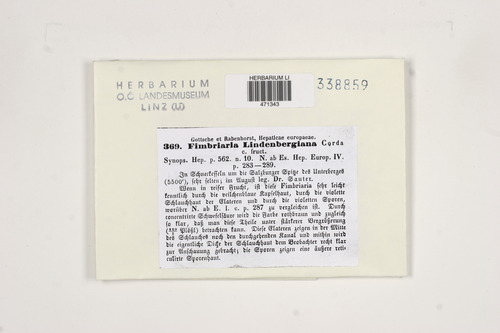 HERBARIUM
O.Ö. LANDESMUSEUM
LINZ (LI)
HERBARIUM LI
471343
338859
Gottsche et Rabenhorst, Hepaticae europaeae.
369. Fimbriaria Lindenbergiana Corda
c. fruct.
Synops. Hep. p. 562. n. 10. N. ab Es. Hep. Europ. IV.
p. 283—289.
In Schneekesseln um die Salzburger Spitze des Untersberges
(5500'), sehr selten; im August leg. Dr. Sauter.
Wenn in reifer Frucht, ist diese Fimbriaria sehr leicht
kenntlich durch die veilchenblaue Kapselhaut, durch die violette
Schlauchhaut der Elateren und durch die violetten Sporen,
worüber N. ab E. l. c. p. 287 zu vergleichen ist. Durch
concentrirte Schwefelsäure wird die Farbe rothbraun und zugleich
so klar, daß man diese Theile unter stärkerer Vergrößerung
Plößl) betrachten kann. Diese Elateren zeigen in der Mitte
des Schlauches noch den durchgehenden Kanal und mithin wird
die eigentliche Dicke der Schlauchhaut dem Beobachter recht klar
zur Anschauung gebracht; die Sporen zeigen eine äußere reti-
kulirte Sporenhaut.